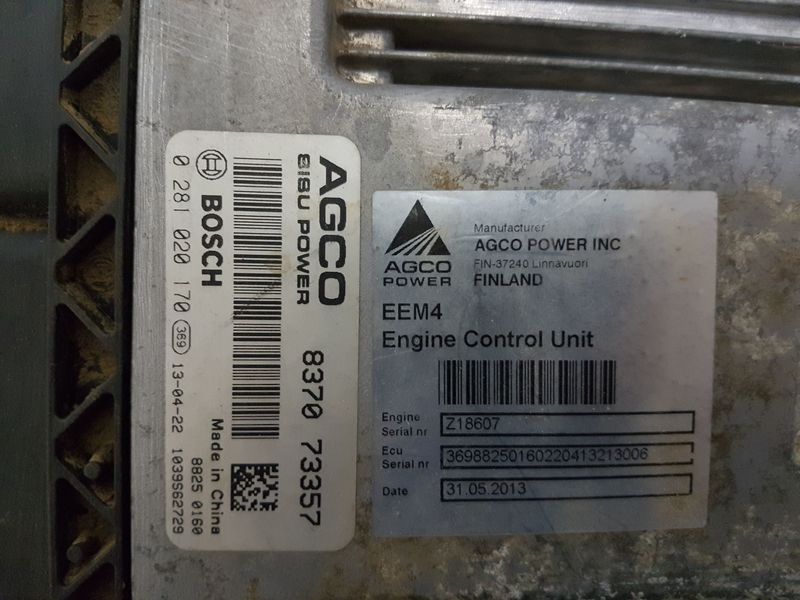 AGCO
SISU POWER
8370 73357
BOSCH
0 281 020 170
369
13-04-22
1039S62729
Made in China
8825 0160
AGCO
POWER
Manufacturer
AGCO POWER INC
FIN-37240 Linnavuori
FINLAND
EEM4
Engine Control Unit
Engine
Serial nr
Z18607
Ecu
Serial nr
36988250160220413213006
Date
31.05.2013